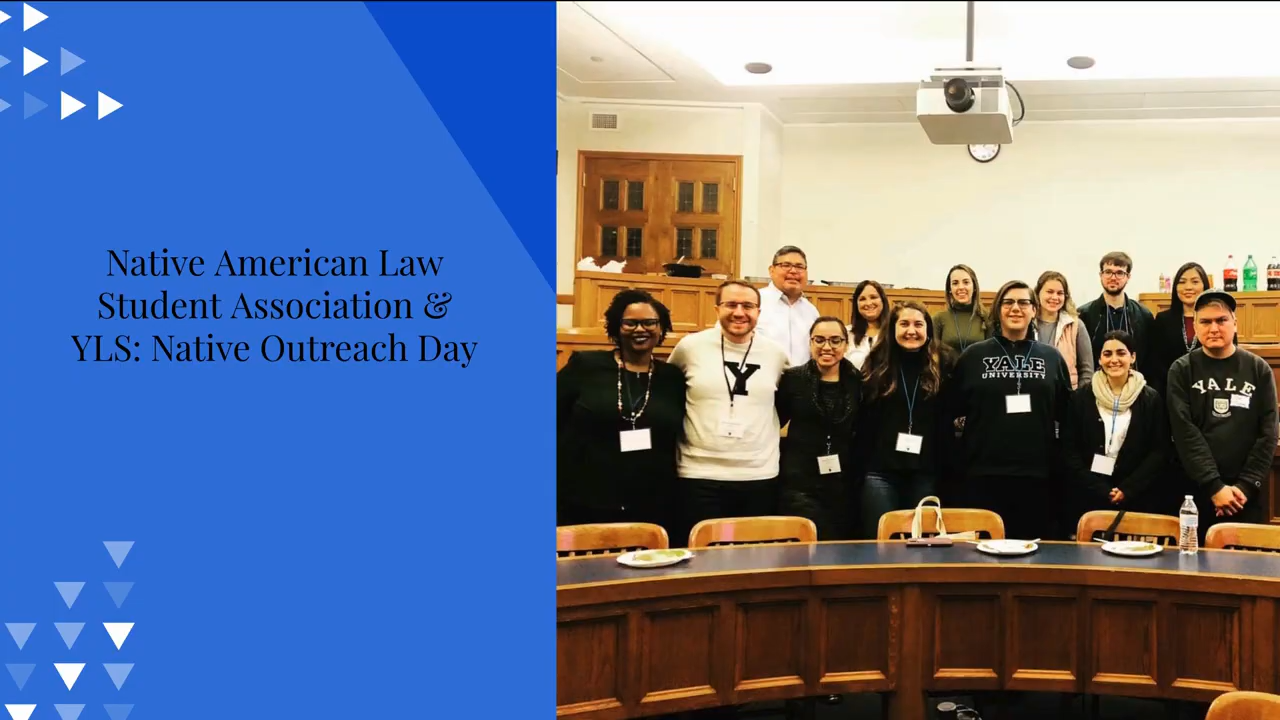 Native American Law
Student Association &
YLS: Native Outreach Day
Y
YALE
UNIVERSITY
YALE